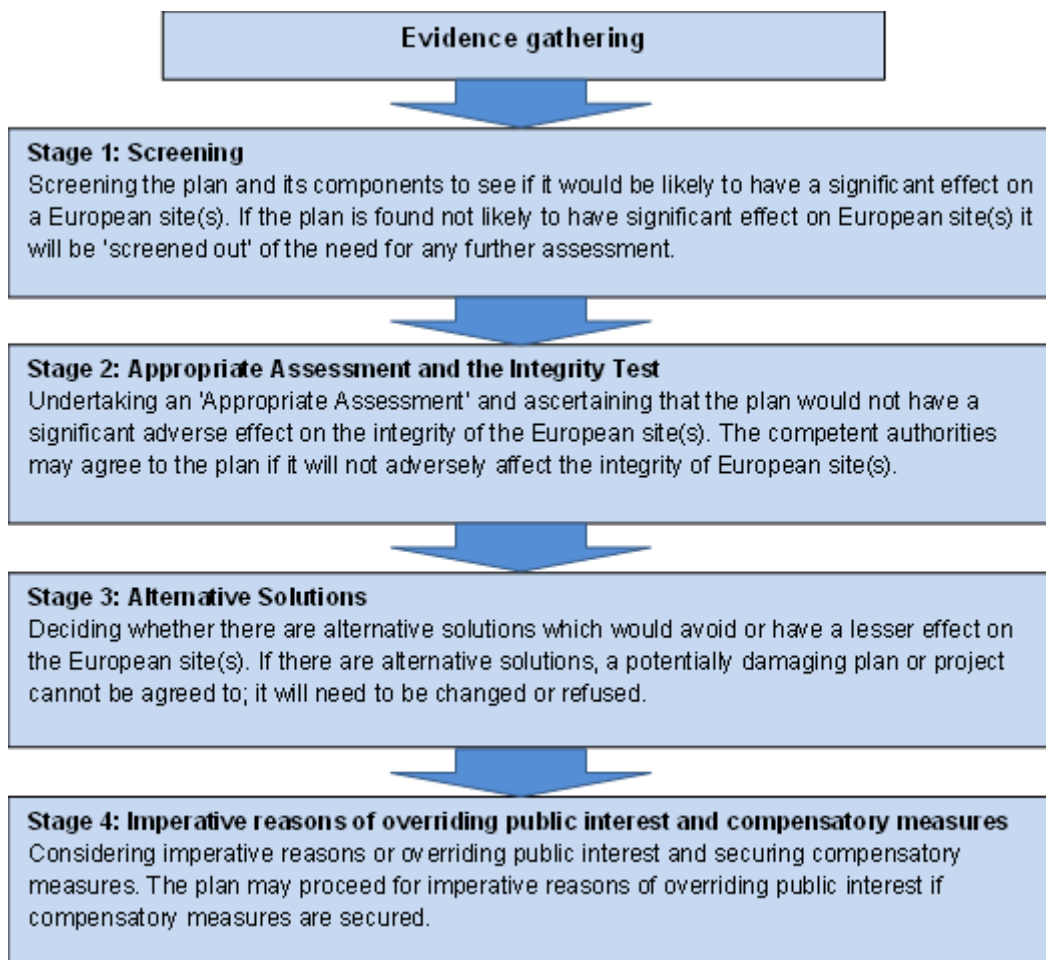 Evidence gathering
Stage 1: Screening
Screening the plan and its components to see if it would be likely to have a significant effect on
a European site(s). If the plan is found not likely to have significant effect on European site(s) it
will be 'screened out' of the need for any further assessment.
Stage 2: Appropriate Assessment and the Integrity Test
Undertaking an 'Appropriate Assessment' and ascertaining that the plan would not have a
significant adverse effect on the integrity of the European site(s). The competent authorities
may agree to the plan if it will not adversely affect the integrity of European site(s).
Stage 3: Alternative Solutions
Deciding whether there are alternative solutions which would avoid or have a lesser effect on
the European site(s). If there are alternative solutions, a potentially damaging plan or project
cannot be agreed to; it will need to be changed or refused.
Stage 4: Imperative reasons of overriding public interest and compensatory measures
Considering imperative reasons or overriding public interest and securing compensatory
measures. The plan may proceed for imperative reasons of overriding public interest if
compensatory measures are secured.